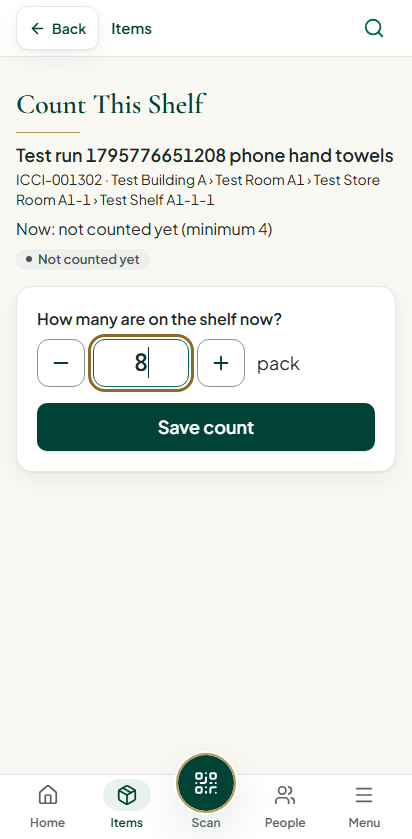 Back
Items
Count This Shelf
Test run 1795776651208 phone hand towels
ICCI-001302 · Test Building A › Test Room A1 › Test Store
Room A1-1 › Test Shelf A1-1-1
Now: not counted yet (minimum 4)
Not counted yet
How many are on the shelf now?
− 8 + pack
Save count
Home
Items
Scan
People
Menu